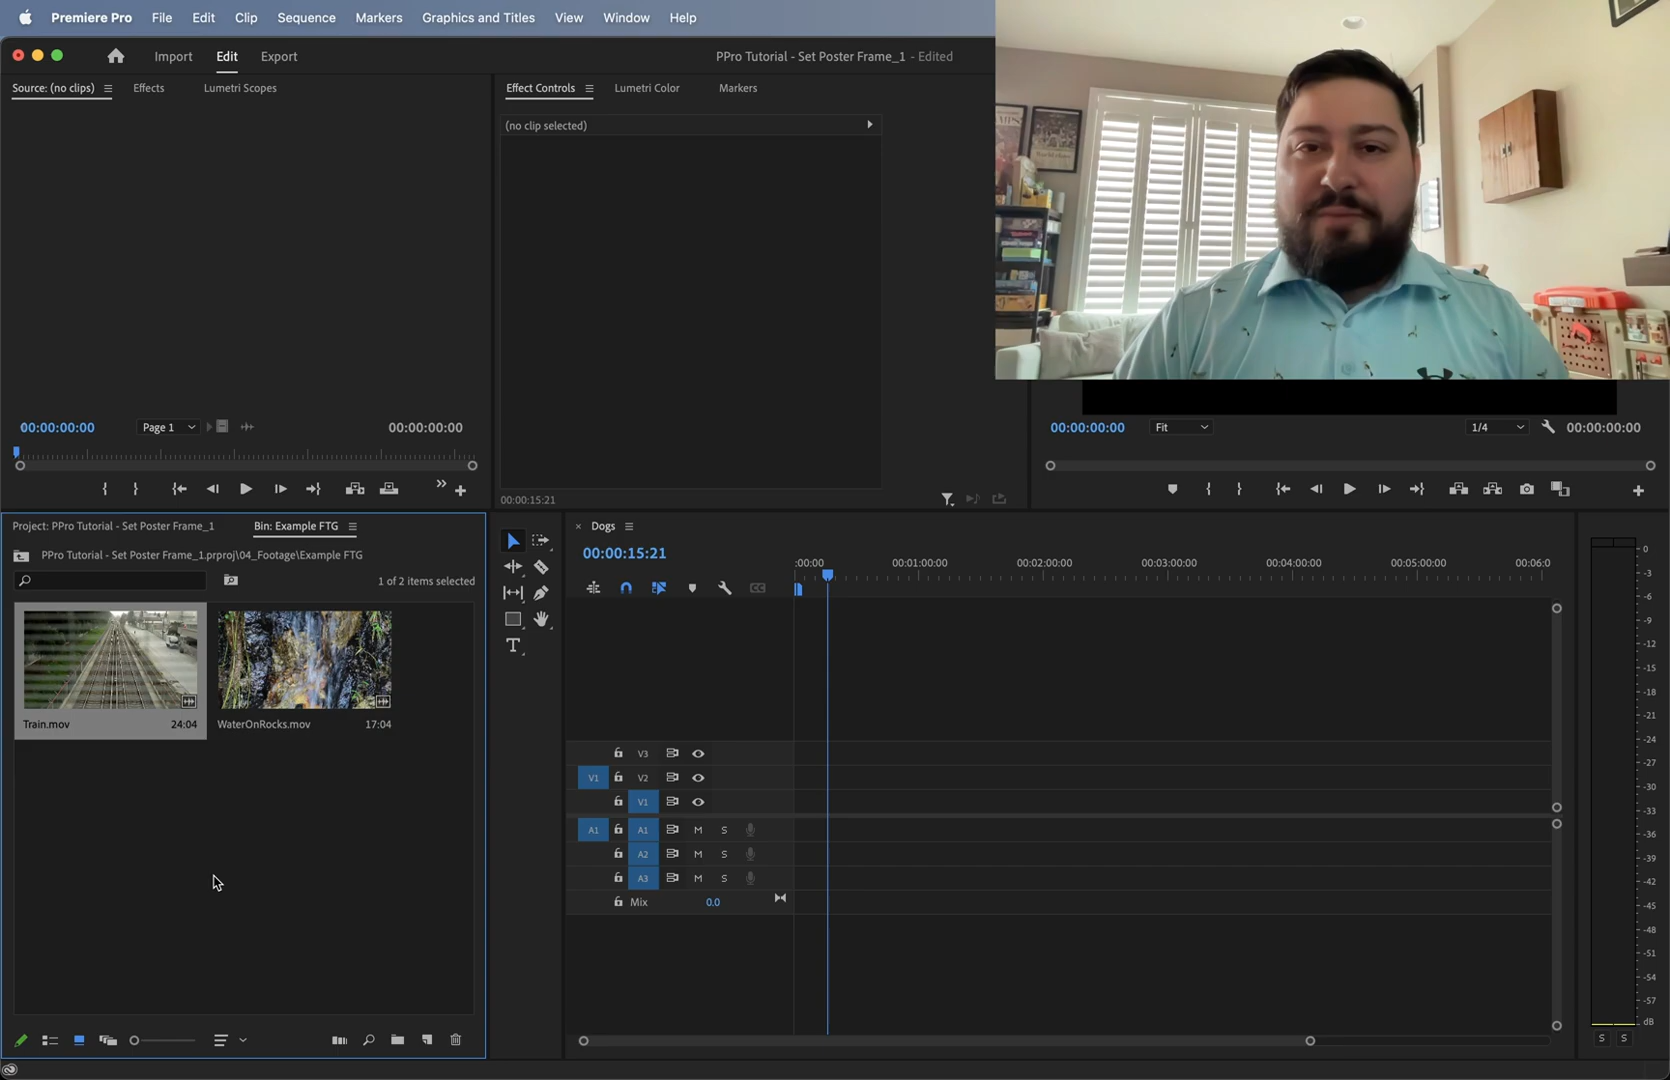 Premiere Pro File Edit Clip Sequence Markers Graphics and Titles View Window Help
Import Edit Export PPro Tutorial - Set Poster Frame_1 - Edited
Source: (no clips) Effects Lumetri Scopes Effect Controls Lumetri Color Markers
(no clip selected)
00:00:00:00 Page 1 00:00:00:00 00:00:00:00 Fit 1/4 00:00:00:00
00:00:15:21
Project: PPro Tutorial - Set Poster Frame_1 Bin: Example FTG
PPro Tutorial - Set Poster Frame_1.prproj\04_Footage\Example FTG
1 of 2 items selected
Train.mov 24:04 WaterOnRocks.mov 17:04
T
× Dogs
00:00:15:21
:00:00 00:01:00:00 00:02:00:00 00:03:00:00 00:04:00:00 00:05:00:00 00:06:0
V3
V1 V2
V1
A1 A1 M S
A2 M S
A3 M S
Mix 0.0
0
-3
-6
-9
-12
-15
-18
-21
-24
-27
-30
-33
-36
-39
-42
-45
-48
-51
-54
-57
dB
S S